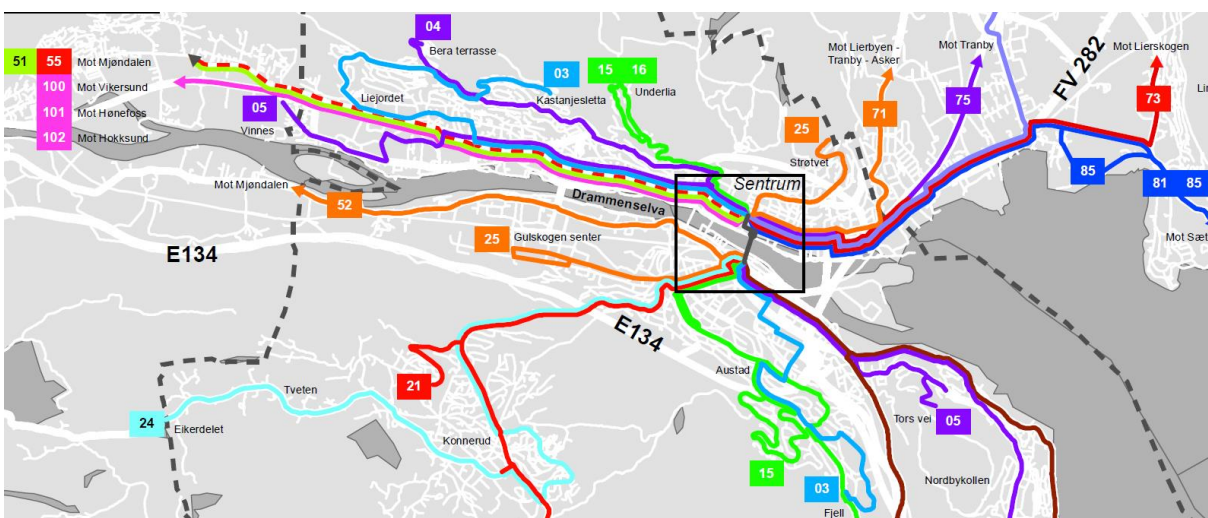 04
51 55 Mot Mjøndalen
Bera terrasse
03
15 16
Kastanjesletta
Underlia
Mot Lierbyen -
Tranby - Asker
Mot Tranby
FV 282
Mot Lierskogen
100 Mot Vikersund
101 Mot Hønefoss
102 Mot Hokksund
05
Vinnes
Liejordet
71
75
73
25
Strøtvet
85
81 85
Mot Mjøndalen
52
Drammenselva
Sentrum
E134
25
Gulskogen senter
E134
21
Austad
Tveten
24
Eikerdelet
Konnerud
Tors vei
05
15
03
Fjell
Nordbykollen